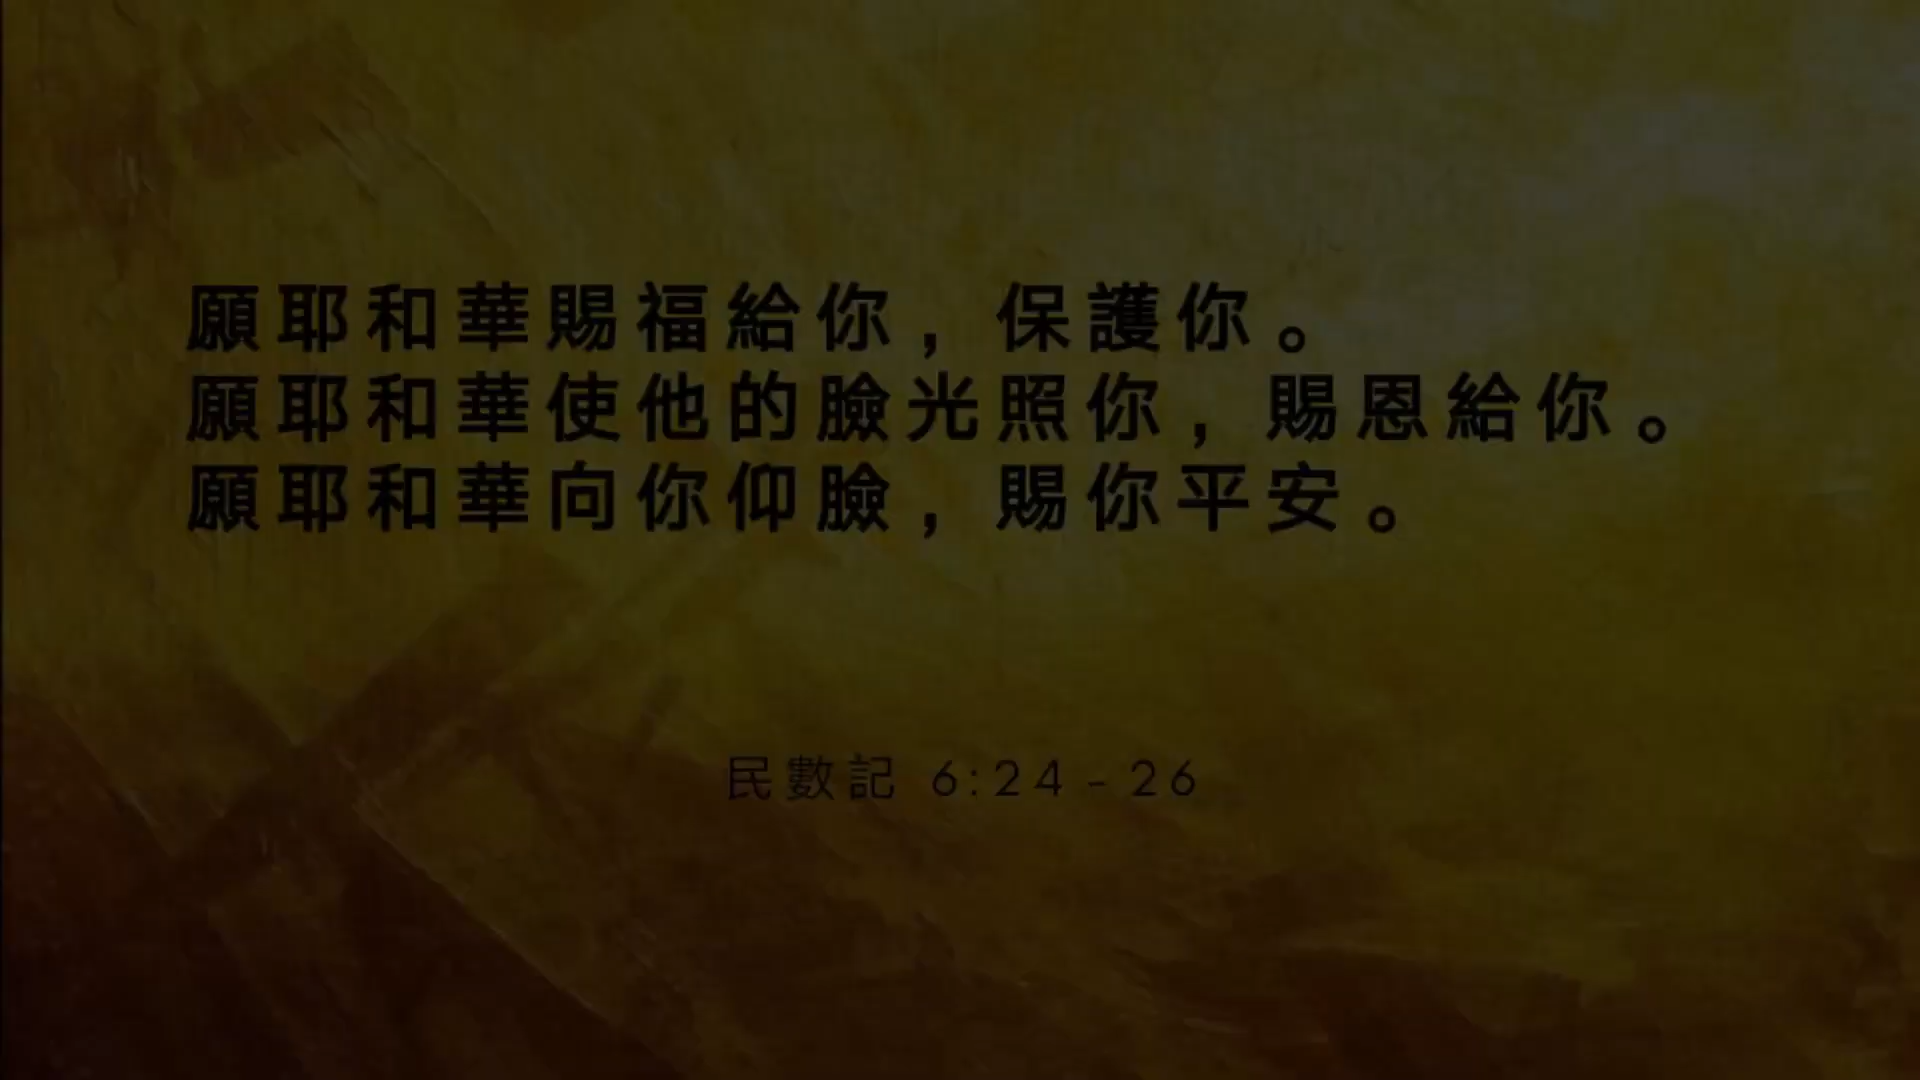 願耶和華賜福給你，保護你。
願耶和華使他的臉光照你，賜恩給你。
願耶和華向你仰臉，賜你平安。
民數記 6:24 - 26